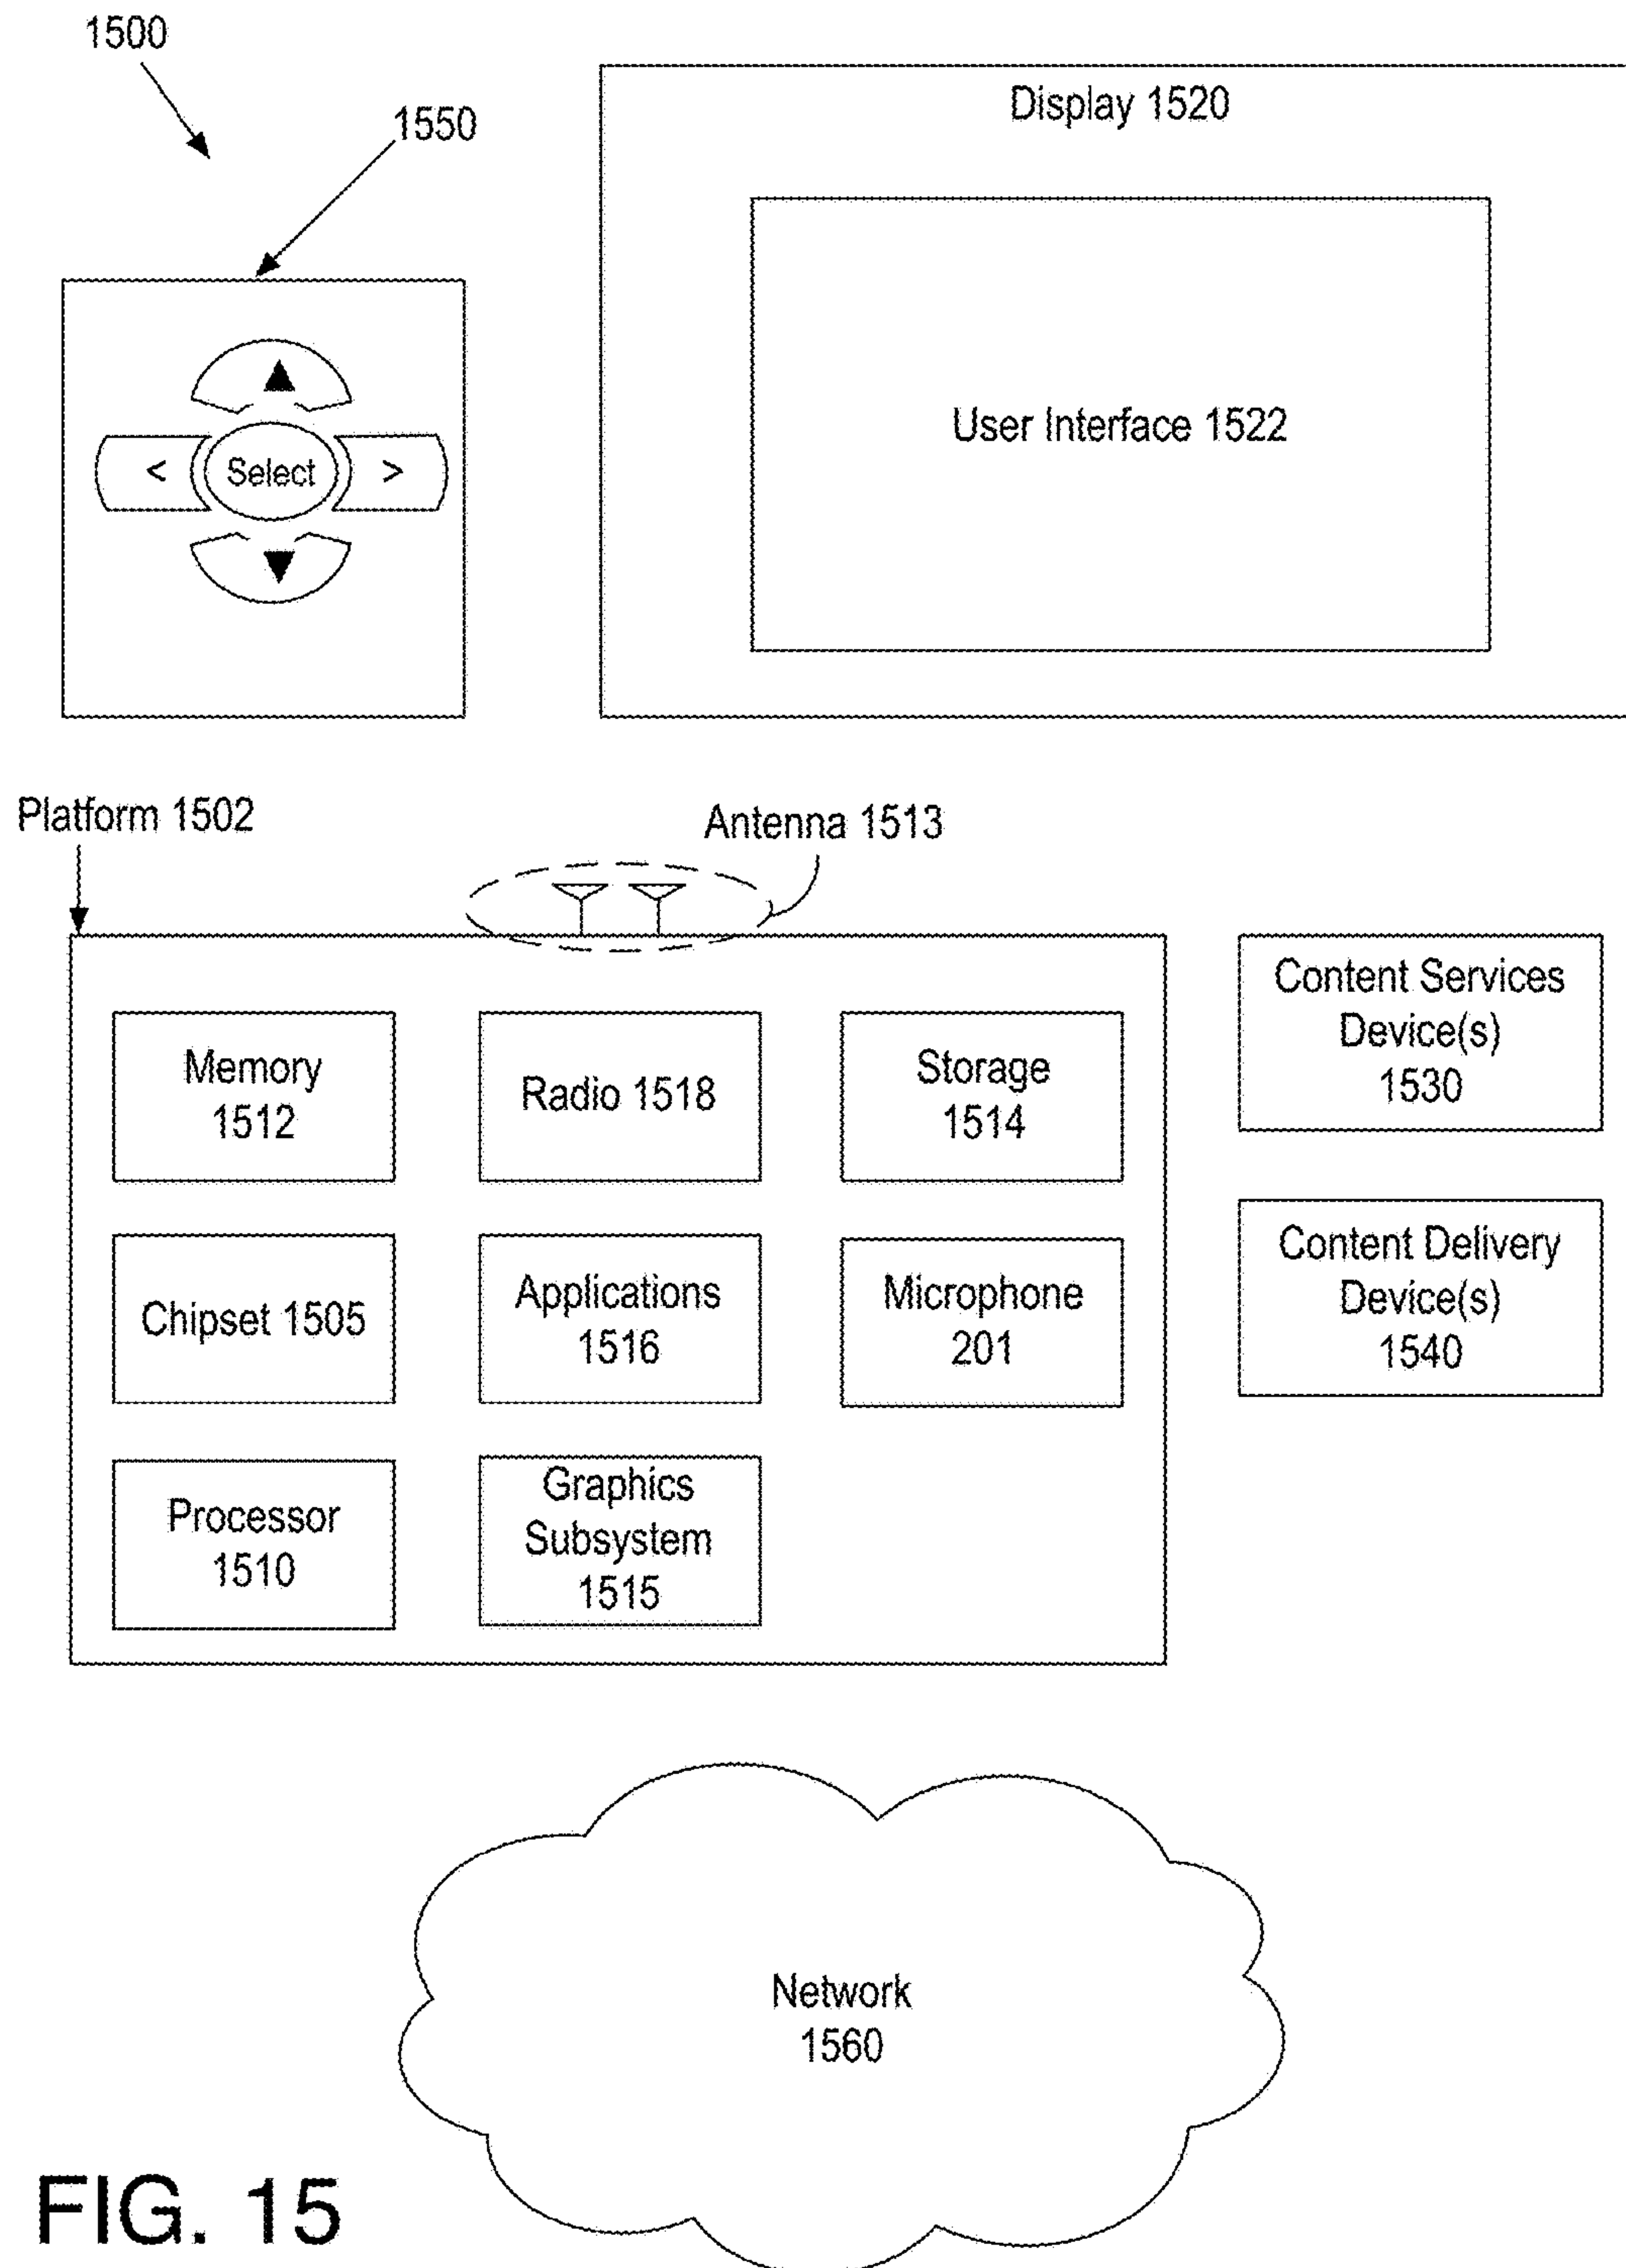 1500
1550
Display 1520
User Interface 1522
<
Select
>
Platform 1502
Antenna 1513
Memory
1512
Radio 1518
Storage
1514
Content Services
Device(s)
1530
Chipset 1505
Applications
1516
Microphone
201
Content Delivery
Device(s)
1540
Processor
1510
Graphics
Subsystem
1515
Network
1560
FIG. 15